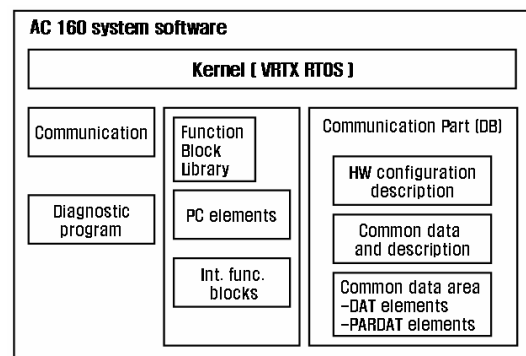 AC 160 system software
Kernel ( VRTX RTOS )
Communication
Diagnostic
program
Function
Block
Library
PC elements
Int. func.
blocks
Communication Part (DB)
HW configuration
description
Common data
and description
Common data area
-DAT elements
-PARDAT elements